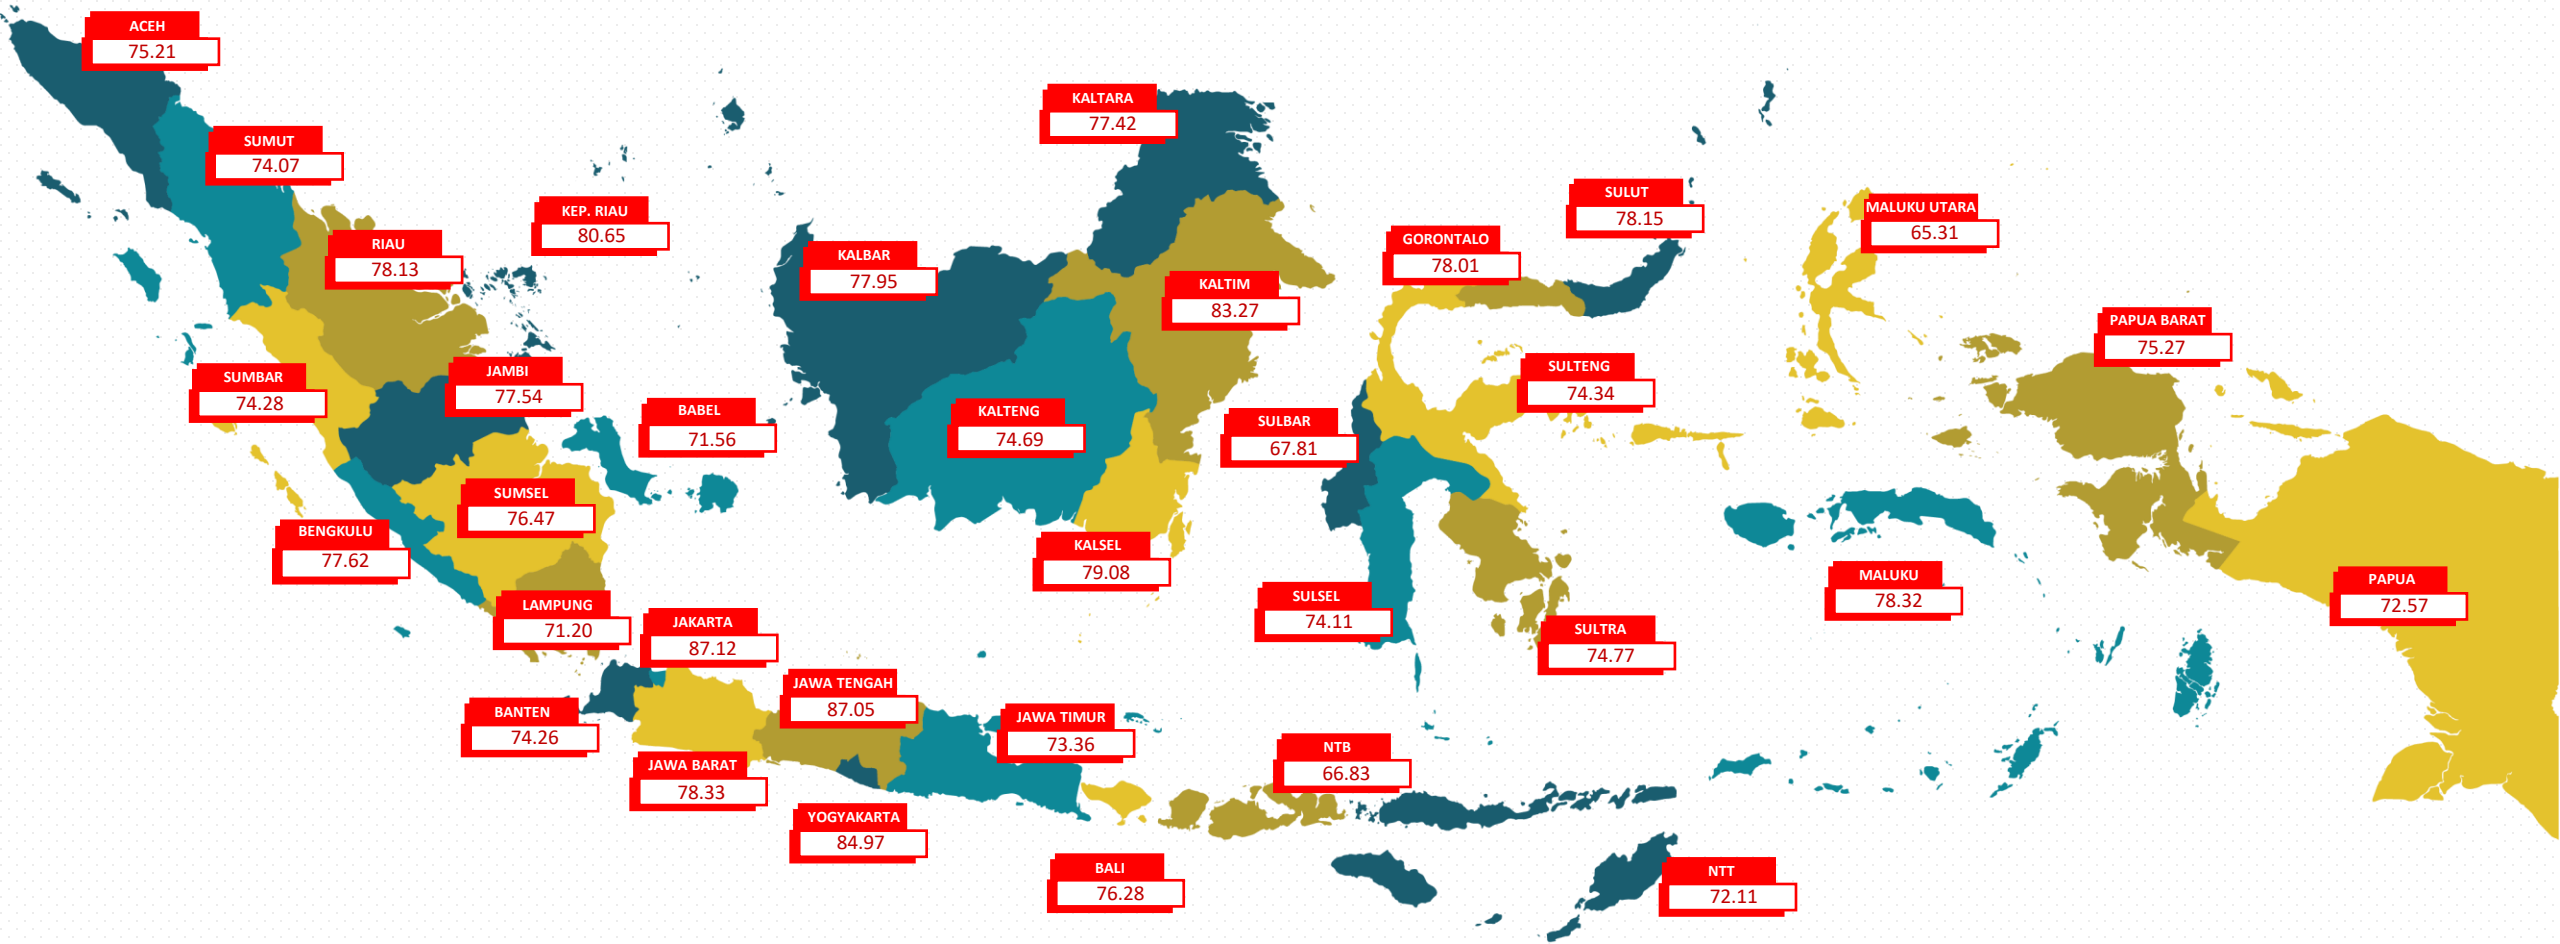 ACEH
75.21
SUMUT
74.07
KEP. RIAU
80.65
RIAU
78.13
SUMBAR
74.28
JAMBI
77.54
BABEL
71.56
SUMSEL
76.47
BENGKULU
77.62
LAMPUNG
71.20
JAKARTA
87.12
BANTEN
74.26
JAWA BARAT
78.33
JAWA TENGAH
87.05
YOGYAKARTA
84.97
JAWA TIMUR
73.36
BALI
76.28
NTB
66.83
NTT
72.11
KALTARA
77.42
KALBAR
77.95
KALTIM
83.27
KALTENG
74.69
KALSEL
79.08
SULUT
78.15
GORONTALO
78.01
SULTENG
74.34
SULBAR
67.81
SULSEL
74.11
SULTRA
74.77
MALUKU UTARA
65.31
MALUKU
78.32
PAPUA BARAT
75.27
PAPUA
72.57